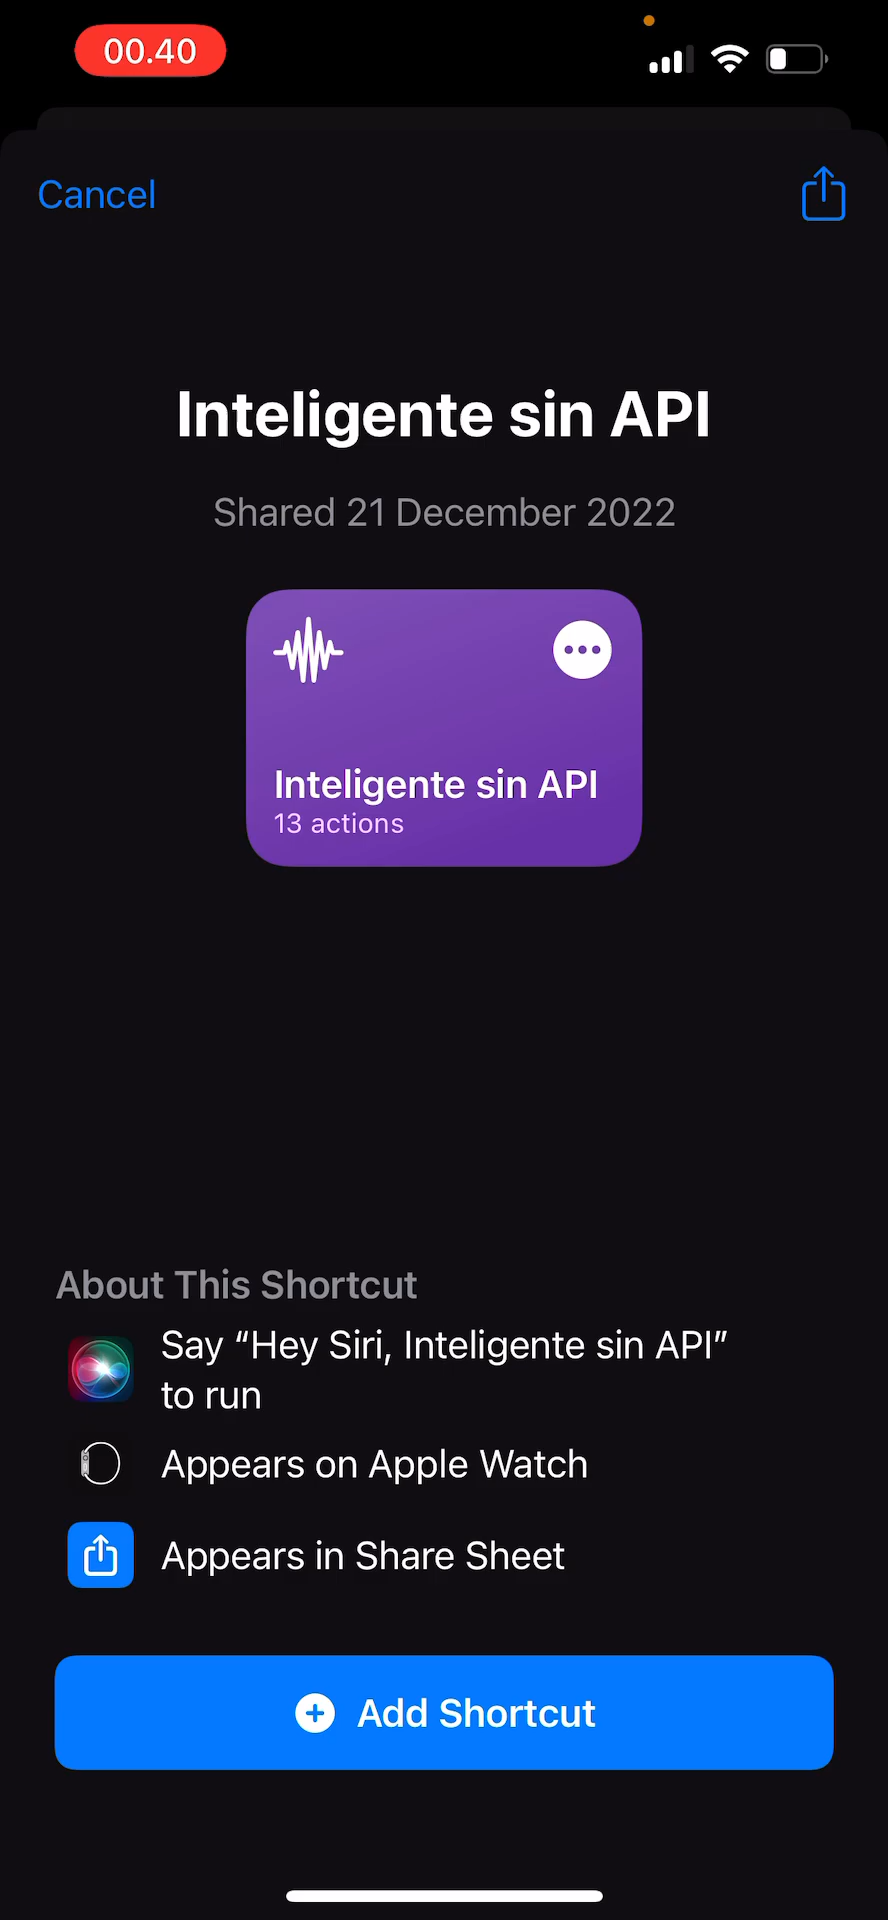 00.40
Cancel
Inteligente sin API
Shared 21 December 2022
Inteligente sin API
13 actions
About This Shortcut
Say “Hey Siri, Inteligente sin API”
to run
Appears on Apple Watch
Appears in Share Sheet
Add Shortcut